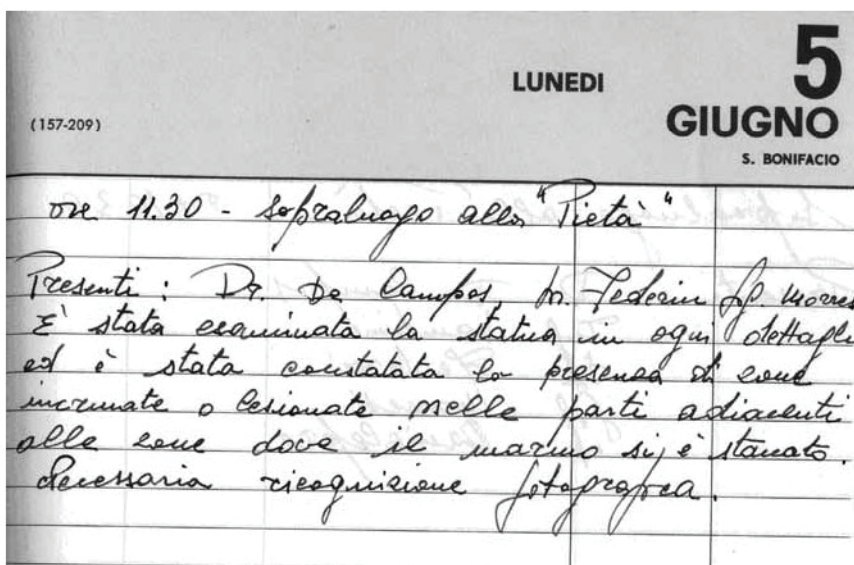 LUNEDI
5
GIUGNO
(157-209)
S. BONIFACIO
ore 11.30 - sopraluogo alla "Pietà"
Presenti: Dr. De Campos, In. Federici
E' stata esaminata la statua in ogni dettagli
ed è stata constatata la presenza di zone
incrinate o lesionate nelle parti adiacenti
alle zone dove il marmo si è staccato.
Necessaria ricognizione fotografica.